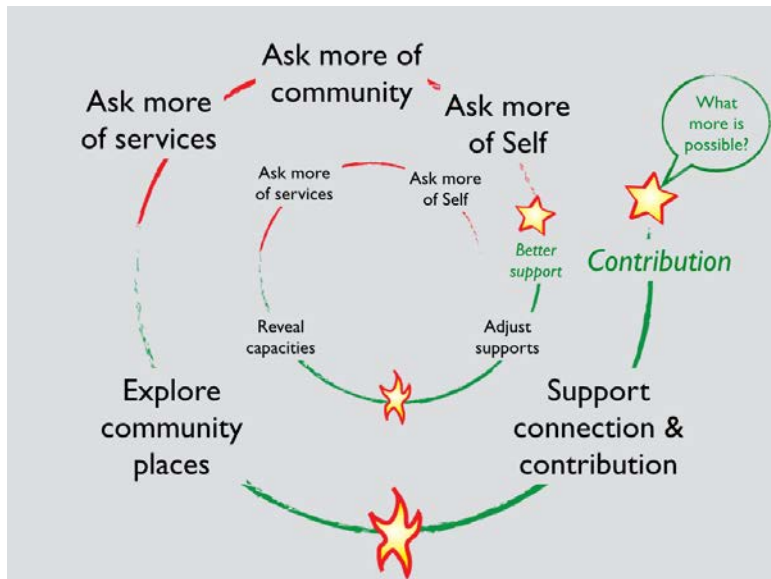 Ask more of
community
Ask more
of services
Ask more
of Self
What
more is
possible?
Ask more
of services
Ask more
of Self
Better
support
Contribution
Reveal
capacities
Adjust
supports
Explore
community
places
Support
connection &
contribution